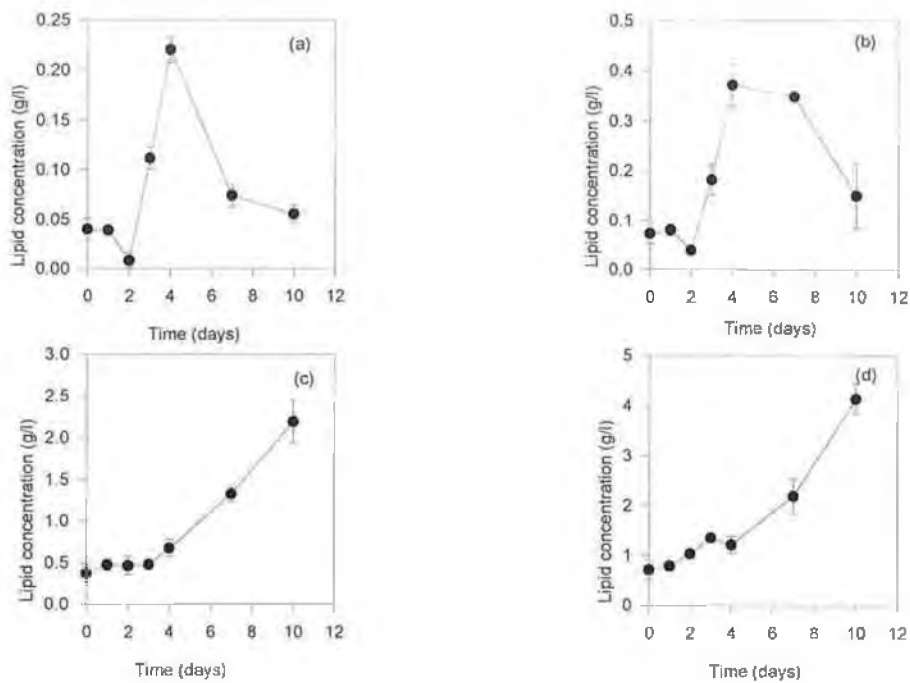 (a)
Lipid concentration (g/l)
0.25
0.20
0.15
0.10
0.05
0.00
0 2 4 6 8 10 12
Time (days)
(b)
Lipid concentration (g/l)
0.5
0.4
0.3
0.2
0.1
0.0
0 2 4 6 8 10 12
Time (days)
(c)
Lipid concentration (g/l)
3.0
2.5
2.0
1.5
1.0
0.5
0.0
0 2 4 6 8 10 12
Time (days)
(d)
Lipid concentration (g/l)
5
4
3
2
1
0
0 2 4 6 8 10 12
Time (days)